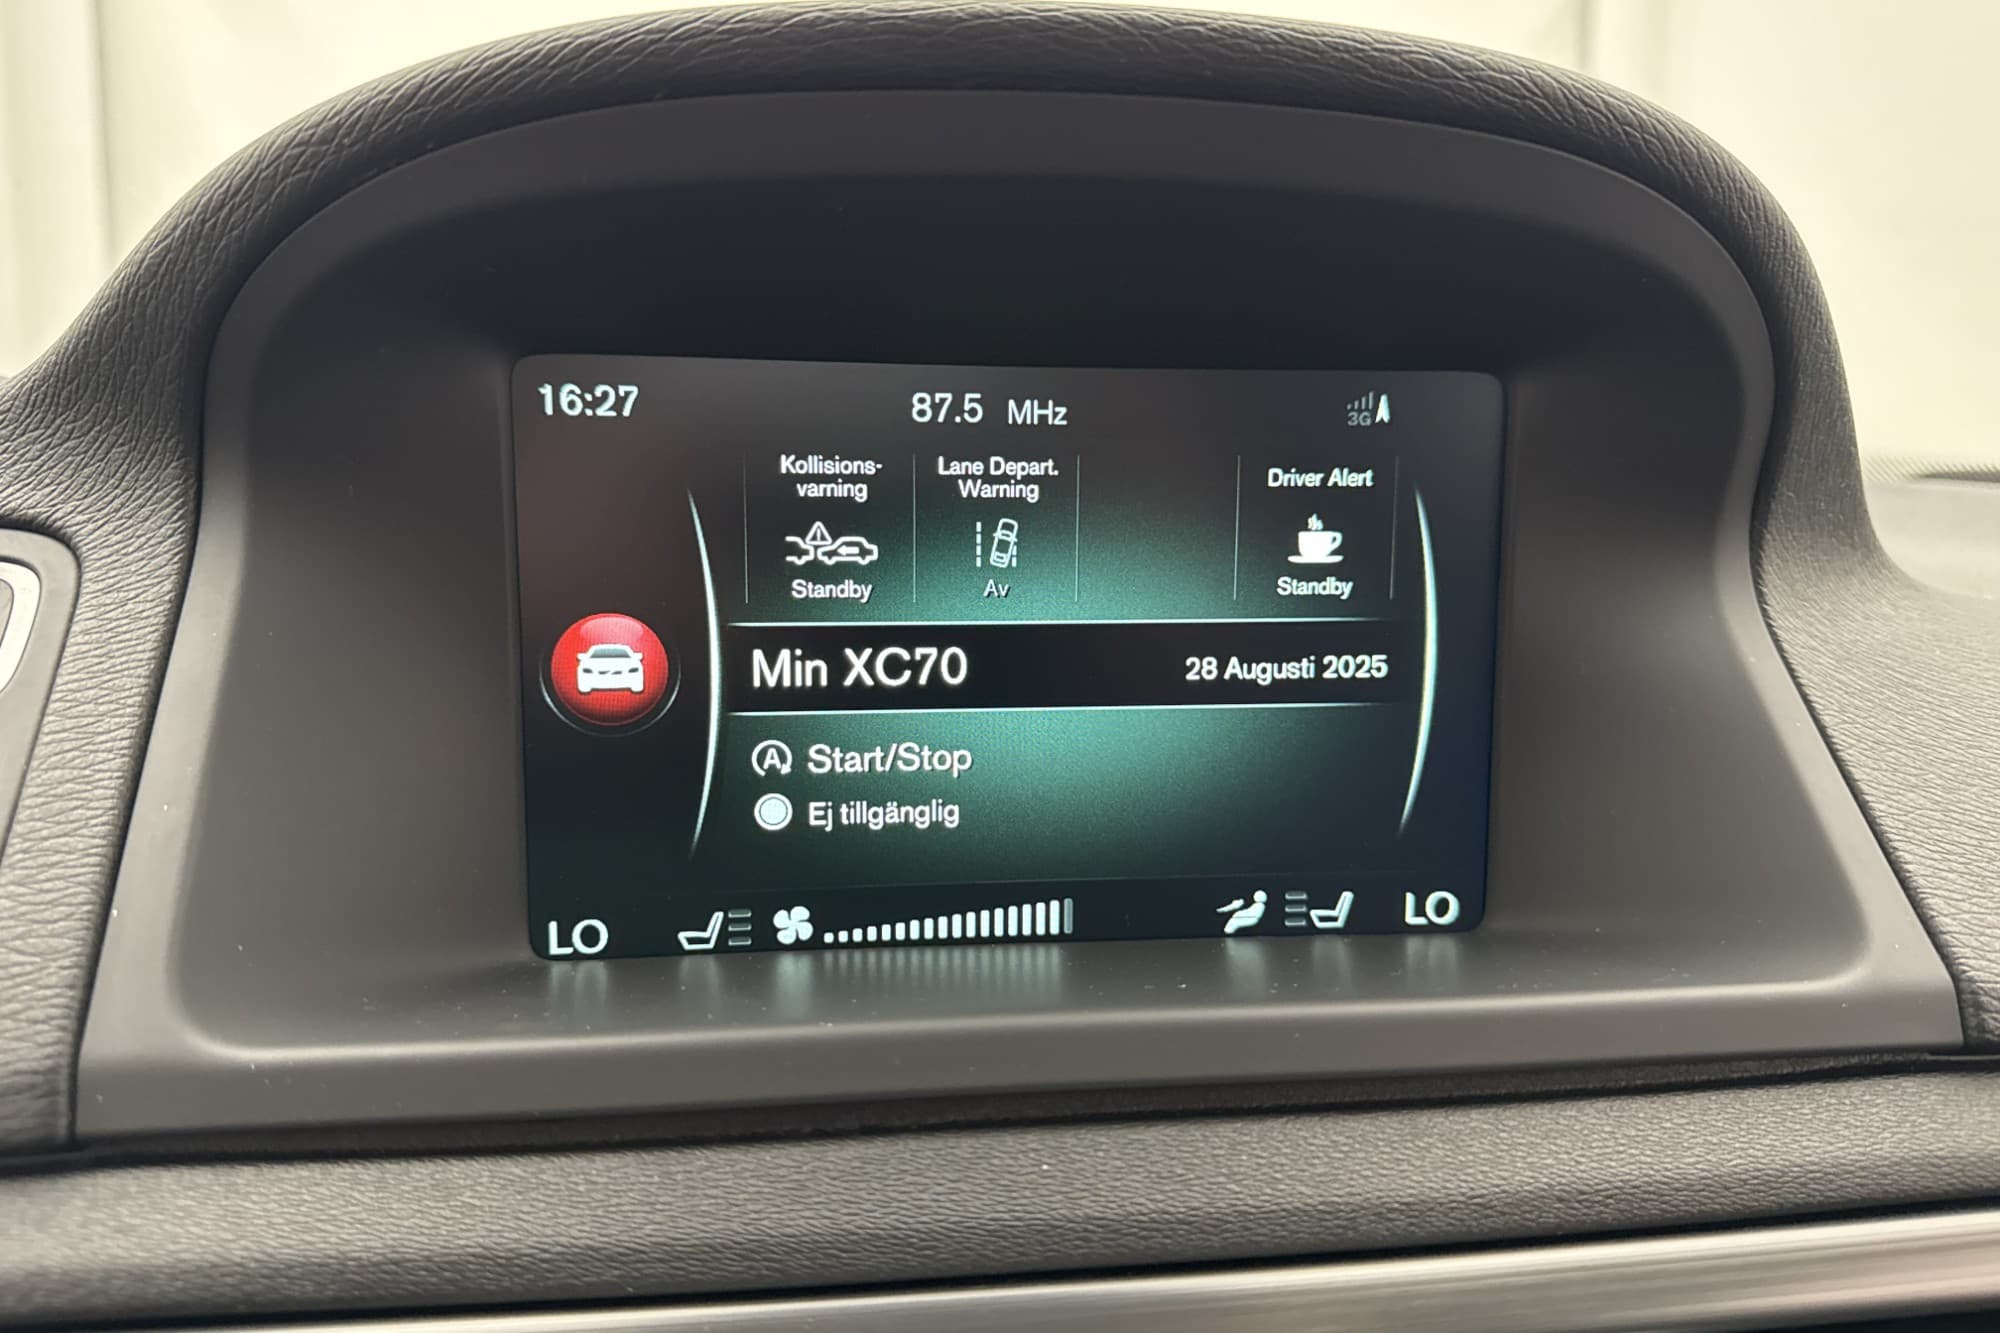 16:27
87.5 MHz
3G
Kollisions-
varning
Standby
Lane Depart.
Warning
Av
Driver Alert
Standby
Min XC70
28 Augusti 2025
A Start/Stop
Ej tillgänglig
LO
LO